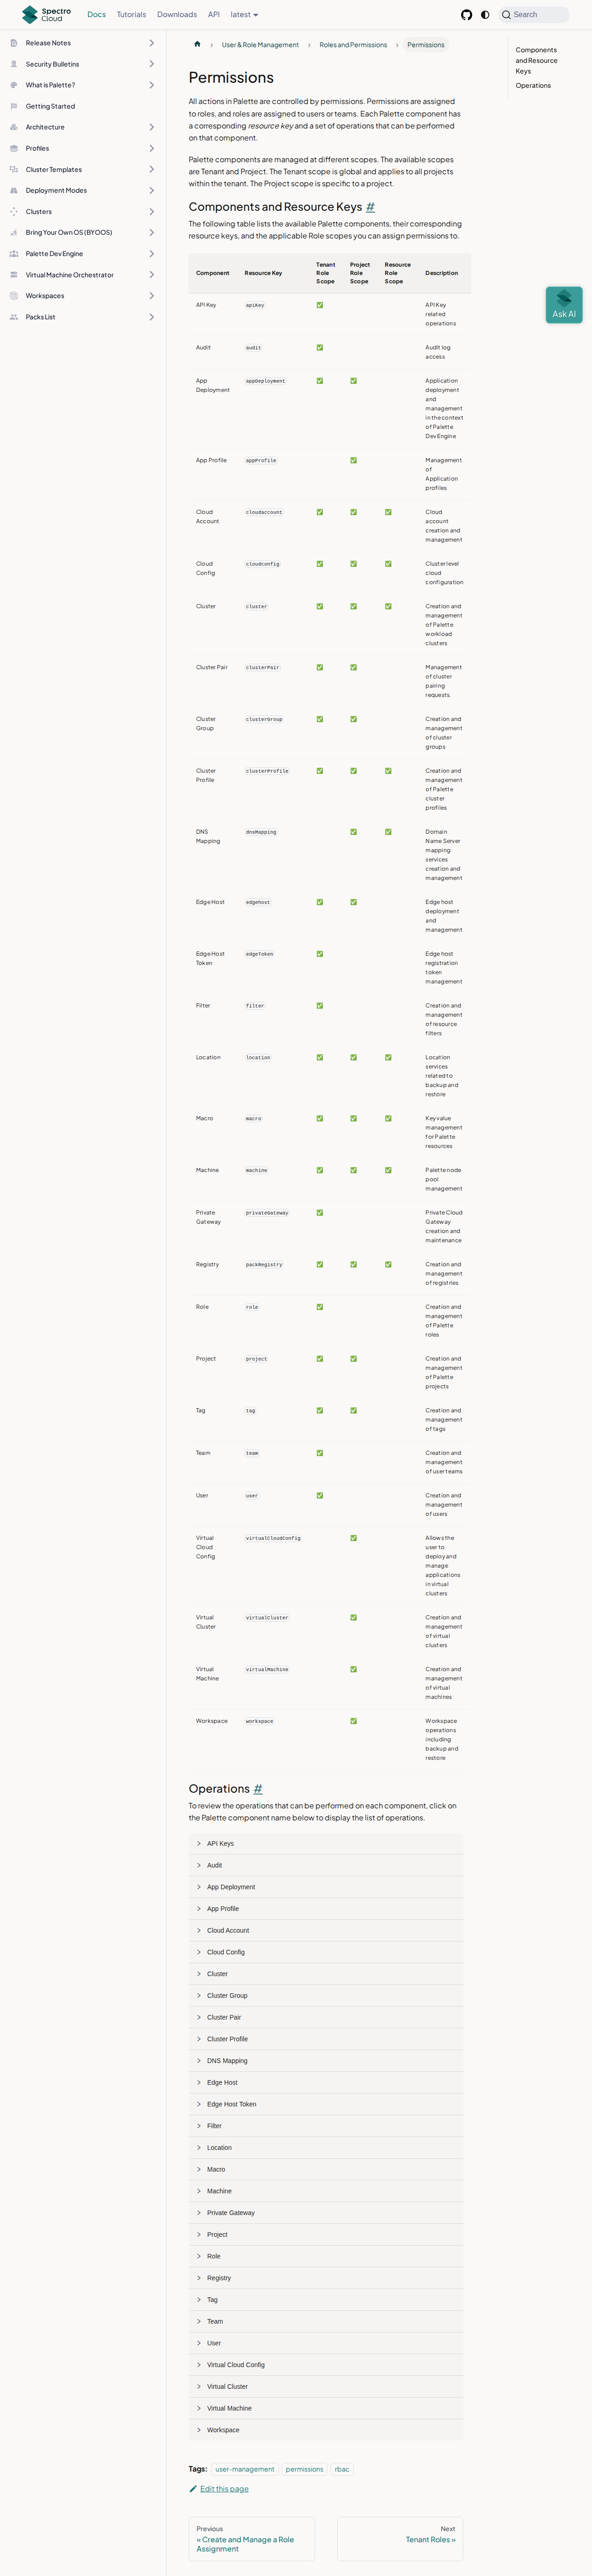 Spectro Cloud
Docs
Tutorials
Downloads
API
latest
Search
Release Notes
Security Bulletins
What is Palette?
Getting Started
Architecture
Profiles
Cluster Templates
Deployment Modes
Clusters
Bring Your Own OS (BYOOS)
Palette Dev Engine
Virtual Machine Orchestrator
Workspaces
Packs List
User & Role Management
Roles and Permissions
Permissions
Components
and Resource
Keys
Operations
Permissions
All actions in Palette are controlled by permissions. Permissions are assigned
to roles, and roles are assigned to users or teams. Each Palette component has
a corresponding resource key and a set of operations that can be performed
on that component.
Palette components are managed at different scopes. The available scopes
are Tenant and Project. The Tenant scope is global and applies to all projects
within the tenant. The Project scope is specific to a project.
Components and Resource Keys #
The following table lists the available Palette components, their corresponding
resource keys, and the applicable Role scopes you can assign permissions to.
Component Resource Key Tenant Role Scope Project Role Scope Resource Role Scope Description
API Key apiKey ✅ API Key related operations
Audit audit ✅ Audit log access
App Deployment appDeployment ✅ ✅ Application deployment and management in the context of Palette Dev Engine
App Profile appProfile ✅ Management of Application profiles
Cloud Account cloudaccount ✅ ✅ ✅ Cloud account creation and management
Cloud Config cloudconfig ✅ ✅ ✅ Cluster level cloud configuration
Cluster cluster ✅ ✅ ✅ Creation and management of Palette workload clusters
Cluster Pair clusterPair ✅ ✅ Management of cluster pairing requests.
Cluster Group clusterGroup ✅ ✅ Creation and management of cluster groups
Cluster Profile clusterProfile ✅ ✅ ✅ Creation and management of Palette cluster profiles
DNS Mapping dnsMapping ✅ ✅ Domain Name Server mapping services creation and management
Edge Host edgehost ✅ ✅ Edge host deployment and management
Edge Host Token edgeToken ✅ Edge host registration token management
Filter filter ✅ Creation and management of resource filters
Location location ✅ ✅ ✅ Location services related to backup and restore
Macro macro ✅ ✅ ✅ Key value management for Palette resources
Machine machine ✅ ✅ ✅ Palette node pool management
Private Gateway privateGateway ✅ Private Cloud Gateway creation and maintenance
Registry packRegistry ✅ ✅ ✅ Creation and management of registries
Role role ✅ Creation and management of Palette roles
Project project ✅ ✅ Creation and management of Palette projects
Tag tag ✅ ✅ Creation and management of tags
Team team ✅ Creation and management of user teams
User user ✅ Creation and management of users
Virtual Cloud Config virtualCloudConfig ✅ Allows the user to deploy and manage applications in virtual clusters
Virtual Cluster virtualCluster ✅ Creation and management of virtual clusters
Virtual Machine virtualMachine ✅ Creation and management of virtual machines
Workspace workspace ✅ Workspace operations including backup and restore
Ask AI
Operations #
To review the operations that can be performed on each component, click on
the Palette component name below to display the list of operations.
API Keys
Audit
App Deployment
App Profile
Cloud Account
Cloud Config
Cluster
Cluster Group
Cluster Pair
Cluster Profile
DNS Mapping
Edge Host
Edge Host Token
Filter
Location
Macro
Machine
Private Gateway
Project
Role
Registry
Tag
Team
User
Virtual Cloud Config
Virtual Cluster
Virtual Machine
Workspace
Tags: user-management permissions rbac
Edit this page
Previous
« Create and Manage a Role
Assignment
Next
Tenant Roles »